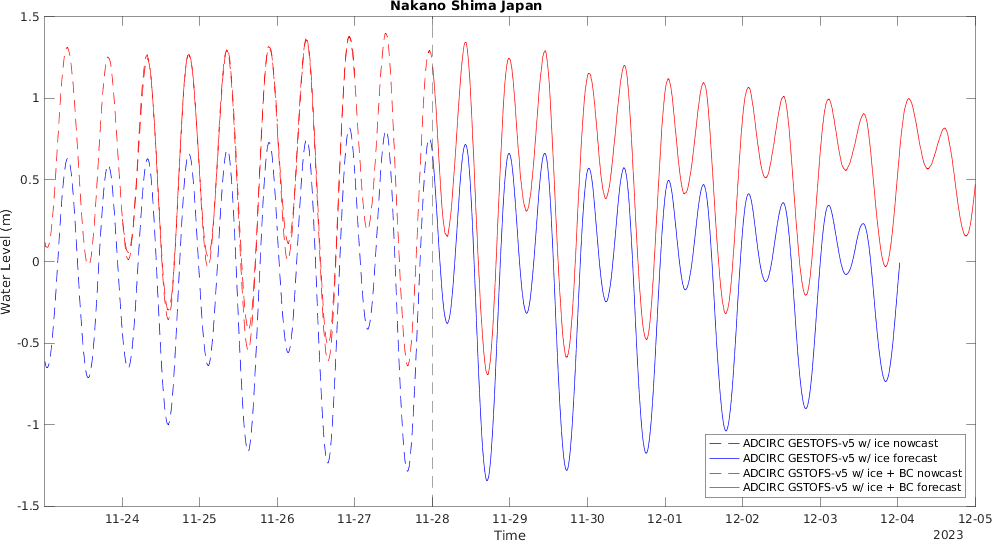 Nakano Shima Japan
1.5
1
0.5
0
-0.5
-1
-1.5
Water Level (m)
11-24
11-25
11-26
11-27
11-28
11-29
11-30
12-01
12-02
12-03
12-04
12-05
Time
2023
ADCIRC GESTOFS-v5 w/ ice nowcast
ADCIRC GESTOFS-v5 w/ ice forecast
ADCIRC GSTOFS-v5 w/ ice + BC nowcast
ADCIRC GSTOFS-v5 w/ ice + BC forecast